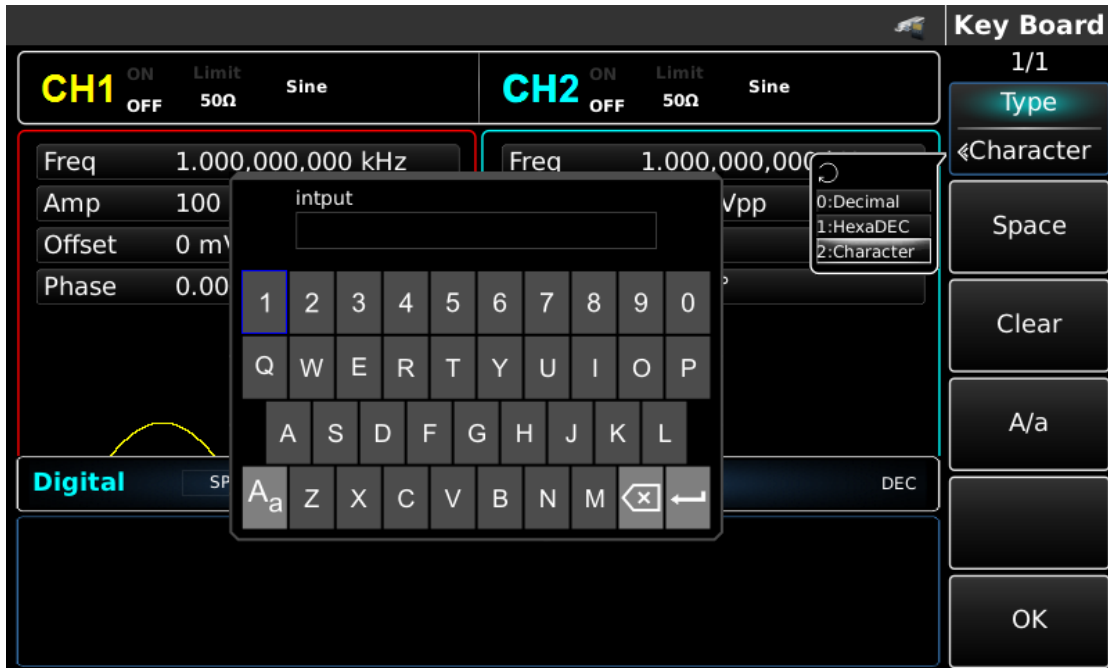 Key Board
1/1
CH1 ON OFF Limit 50Ω Sine
CH2 ON OFF Limit 50Ω Sine
Type
«Character
Freq 1.000,000,000 kHz
Freq 1.000,000,000
Amp 100
Vpp
Offset 0 m
Phase 0.00
°
0:Decimal
1:HexaDEC
2:Character
intput
1 2 3 4 5 6 7 8 9 0
Q W E R T Y U I O P
A S D F G H J K L
Aa Z X C V B N M
Space
Clear
A/a
Digital SP DEC
OK